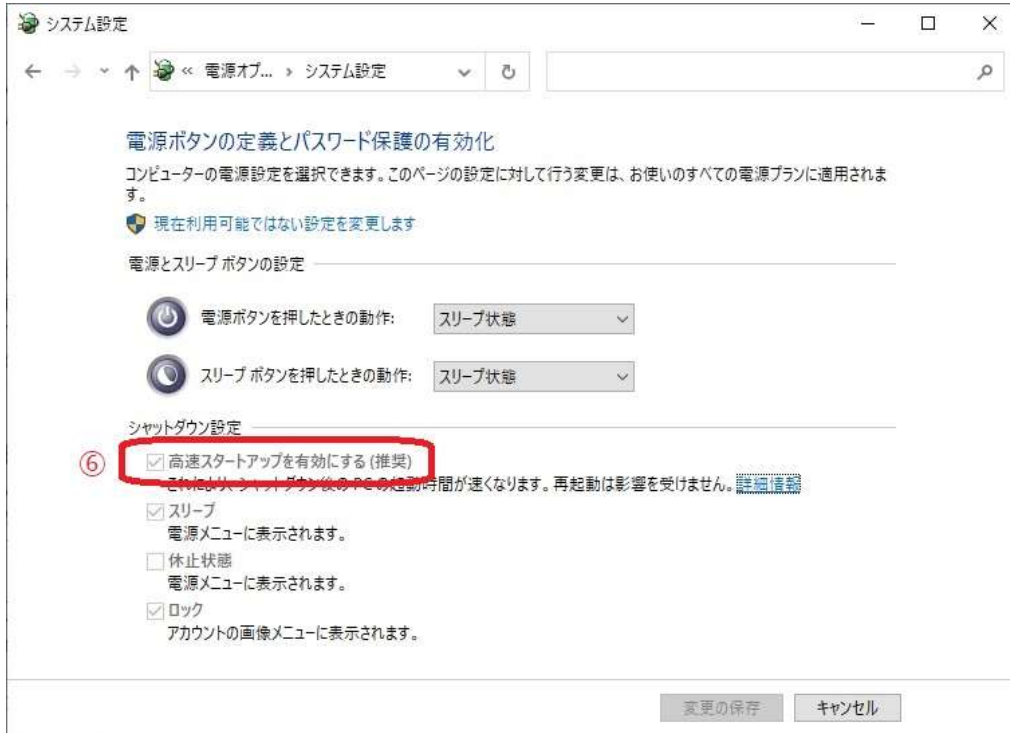 システム設定
« 電源オプ... › システム設定
電源ボタンの定義とパスワード保護の有効化
コンピューターの電源設定を選択できます。このページの設定に対して行う変更は、お使いのすべての電源プランに適用されま
す。
現在利用可能ではない設定を変更します
電源とスリープ ボタンの設定
電源ボタンを押したときの動作: スリープ状態
スリープ ボタンを押したときの動作: スリープ状態
シャットダウン設定
⑥ 高速スタートアップを有効にする (推奨)
これにより、シャットダウン後の PC の起動時間が速くなります。再起動は影響を受けません。詳細情報
スリープ
電源メニューに表示されます。
休止状態
電源メニューに表示されます。
ロック
アカウントの画像メニューに表示されます。
変更の保存 キャンセル